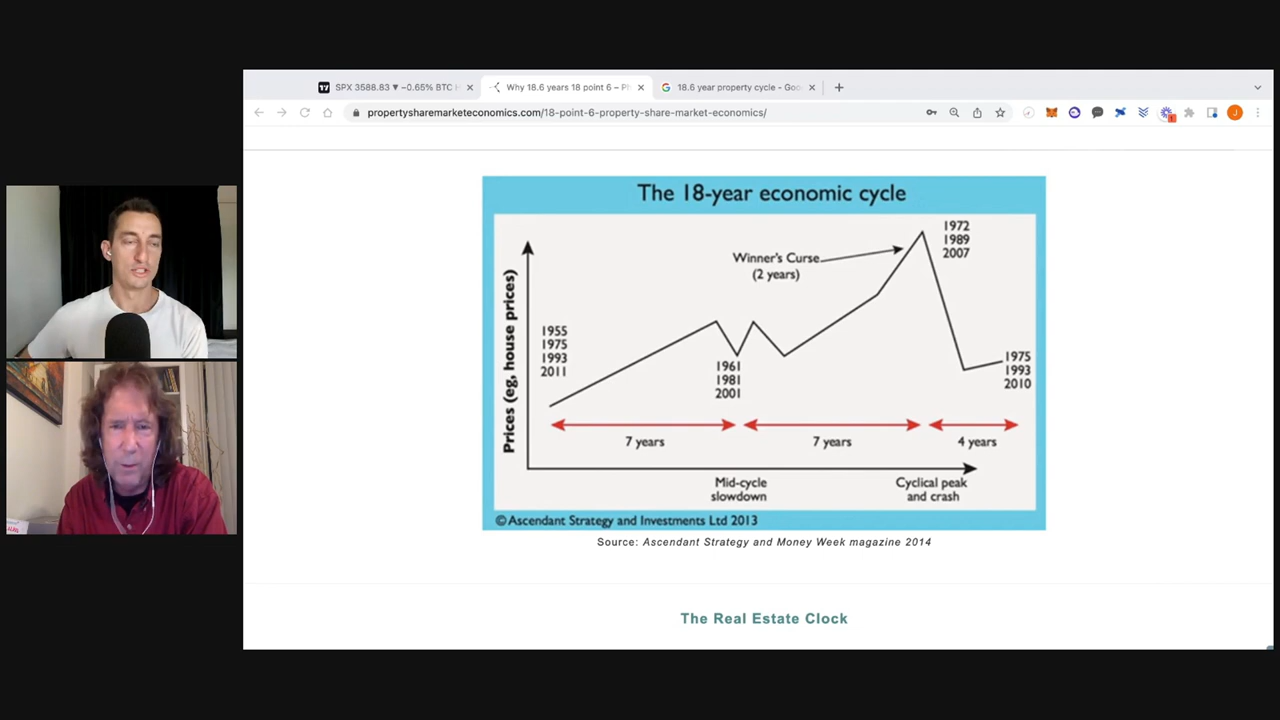 SPX 3588.83 ▼ −0.65% BTC
Why 18.6 years 18 point 6 – P
18.6 year property cycle - Goo
propertysharemarketeconomics.com/18-point-6-property-share-market-economics/
1
J
The 18-year economic cycle
Prices (eg, house prices)
1955
1975
1993
2011
Winner's Curse
(2 years)
1972
1989
2007
1961
1981
2001
1975
1993
2010
7 years
7 years
4 years
Mid-cycle
slowdown
Cyclical peak
and crash
© Ascendant Strategy and Investments Ltd 2013
Source: Ascendant Strategy and Money Week magazine 2014
The Real Estate Clock